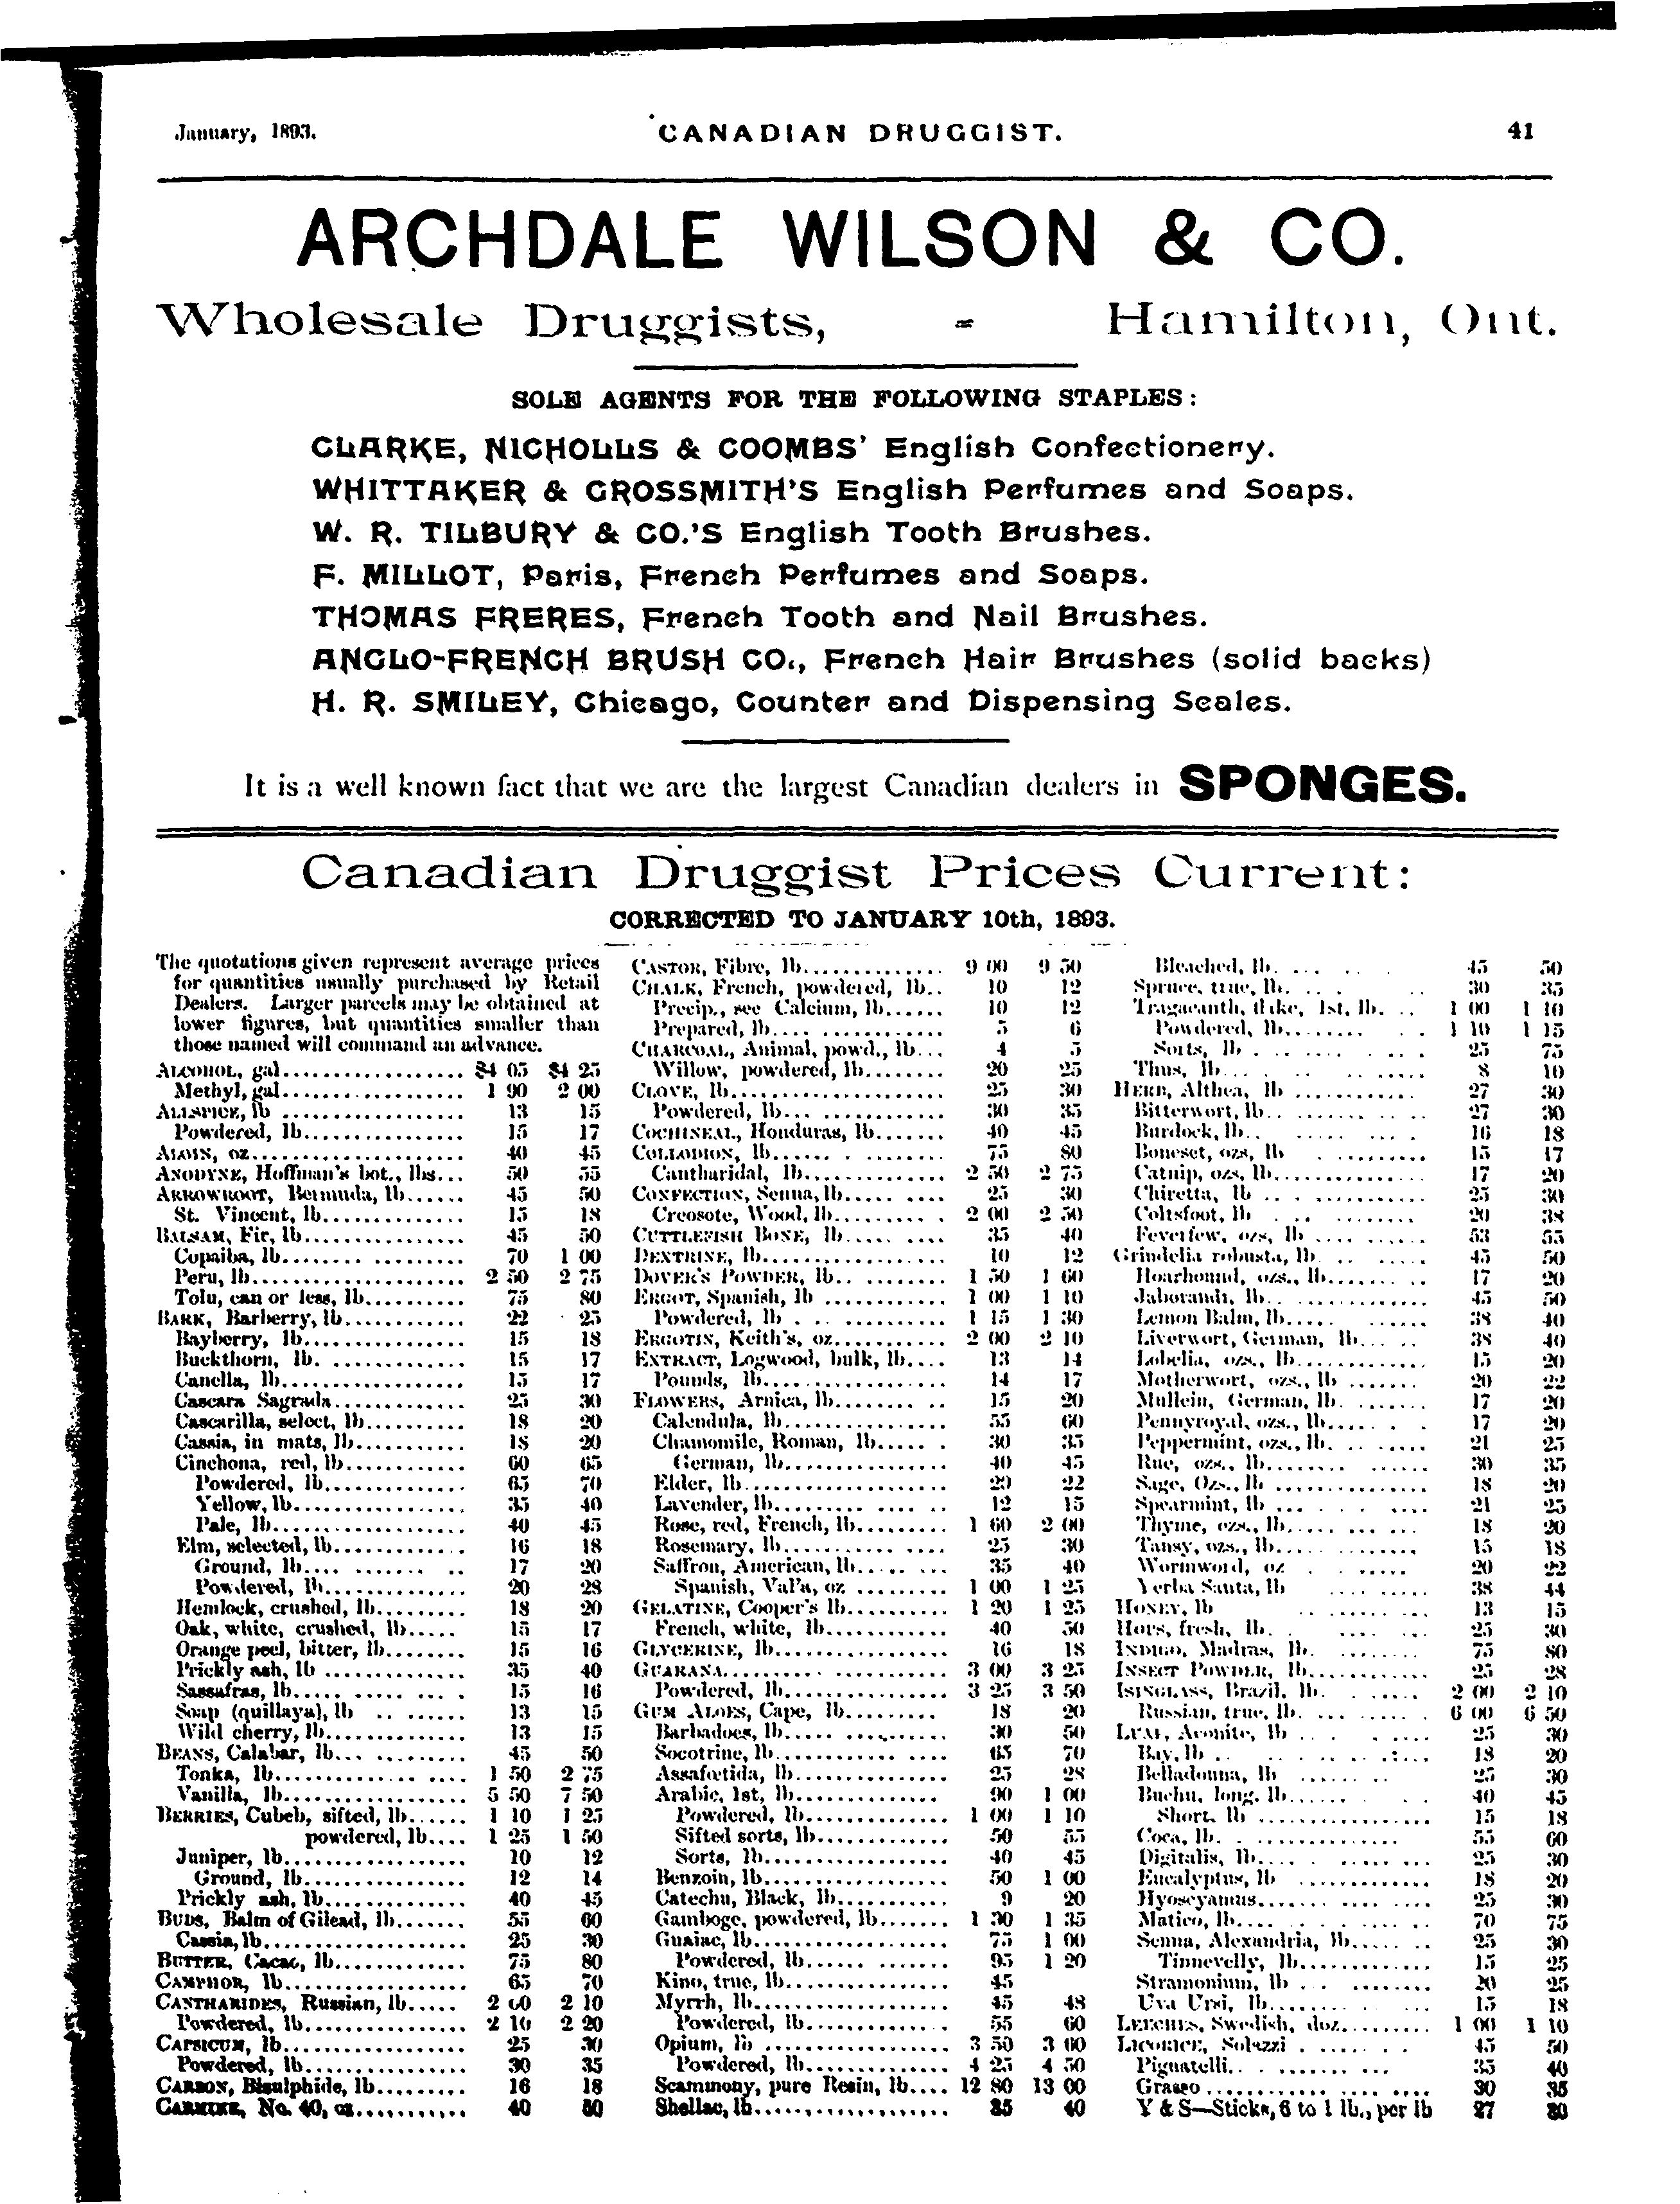 January, 1893.
CANADIAN DRUGGIST.
41
ARCHDALE WILSON & CO.
Wholesale Druggists, - Hamilton, Ont.
SOLE AGENTS FOR THE FOLLOWING STAPLES:
CLARKE, NICHOLLS & COOMBS' English Confectionery.
WHITTAKER & GROSSMITH'S English Perfumes and Soaps.
W. R. TILBURY & CO.'S English Tooth Brushes.
F. MILLOT, Paris, French Perfumes and Soaps.
THOMAS FRERES, French Tooth and Nail Brushes.
ANGLO-FRENCH BRUSH CO., French Hair Brushes (solid backs)
H. R. SMILEY, Chicago, Counter and Dispensing Scales.
It is a well known fact that we are the largest Canadian dealers in SPONGES.
Canadian Druggist Prices Current:
CORRECTED TO JANUARY 10th, 1893.
The quotations given represent average prices
for quantities usually purchased by Retail
Dealers. Larger parcels may be obtained at
lower figures, but quantities smaller than
those named will command an advance.
ALCOHOL, gal. $4 05 $4 25
Methyl, gal. 1 90 2 00
ALLSPICE, lb 13 15
Powdered, lb. 15 17
ALOIN, oz. 40 45
ANODYNE, Hoffman's bot., lbs. 50 55
ARROWROOT, Bermuda, lb. 45 50
St. Vincent, lb. 15 18
BALSAM, Fir, lb. 45 50
Copaiba, lb. 70 1 00
Peru, lb. 2 50 2 75
Tolu, can or less, lb. 75 80
BARK, Barberry, lb. 22 25
Bayberry, lb. 15 18
Buckthorn, lb. 15 17
Canella, lb. 15 17
Cascara Sagrada. 25 30
Cascarilla, select, lb. 18 20
Cassia, in mats, lb. 18 20
Cinchona, red, lb. 60 65
Powdered, lb. 65 70
Yellow, lb. 35 40
Pale, lb. 40 45
Elm, selected, lb. 16 18
Ground, lb. 17 20
Powdered, lb. 20 28
Hemlock, crushed, lb. 18 20
Oak, white, crushed, lb. 15 17
Orange peel, bitter, lb. 15 16
Prickly ash, lb 35 40
Sassafras, lb. 15 16
Soap (quillaya), lb 13 15
Wild cherry, lb. 13 15
BEANS, Calabar, lb. 45 50
Tonka, lb. 1 50 2 75
Vanilla, lb. 5 50 7 50
BERRIES, Cubeb, sifted, lb. 1 10 1 25
powdered, lb. 1 25 1 50
Juniper, lb. 10 12
Ground, lb. 12 14
Prickly ash, lb. 40 45
BUDS, Balm of Gilead, lb. 55 60
Cassia, lb. 25 30
BUTTER, Cacao, lb. 75 80
CAMPHOR, lb. 65 70
CANTHARIDES, Russian, lb. 2 00 2 10
Powdered, lb. 2 10 2 20
CAPSICUM, lb. 25 30
Powdered, lb. 30 35
CARBON, Bisulphide, lb. 16 18
CARMINE, No. 40, oz. 40 50
CASTOR, Fibre, lb. 9 00 9 50
CHALK, French, powdered, lb. 10 12
Precip., see Calcium, lb. 10 12
Prepared, lb. 5 6
CHARCOAL, Animal, powd., lb. 4 5
Willow, powdered, lb. 20 25
CLOVE, lb. 25 30
Powdered, lb. 30 35
COCHINEAL, Honduras, lb. 40 45
COLLODION, lb. 75 80
Cantharidal, lb. 2 50 2 75
CONFECTION, Senna, lb. 25 30
Creosote, Wood, lb. 2 00 2 50
CUTTLEFISH BONE, lb. 35 40
DEXTRINE, lb. 10 12
DOVER'S POWDER, lb. 1 50 1 60
ERGOT, Spanish, lb 1 00 1 10
Powdered, lb 1 15 1 30
ERGOTIN, Keith's, oz. 2 00 2 10
EXTRACT, Logwood, bulk, lb. 13 14
Pounds, lb. 14 17
FLOWERS, Arnica, lb. 15 20
Calendula, lb. 55 60
Chamomile, Roman, lb. 30 35
German, lb. 40 45
Elder, lb. 20 22
Lavender, lb. 12 15
Rose, red, French, lb. 1 60 2 00
Rosemary, lb. 25 30
Saffron, American, lb. 35 40
Spanish, Val'a, oz 1 00 1 25
GELATINE, Cooper's lb. 1 20 1 25
French, white, lb. 40 50
GLYCERINE, lb. 16 18
GUARANA. 3 00 3 25
Powdered, lb. 3 25 3 50
GUM ALOES, Cape, lb. 18 20
Barbadoes, lb. 30 50
Socotrine, lb. 65 70
Assafœtida, lb. 25 28
Arabic, 1st, lb. 90 1 00
Powdered, lb. 1 00 1 10
Sifted sorts, lb. 50 55
Sorts, lb. 40 45
Benzoin, lb. 50 1 00
Catechu, Black, lb. 9 20
Gamboge, powdered, lb. 1 30 1 35
Guaiac, lb. 75 1 00
Powdered, lb. 95 1 20
Kino, true, lb. 45
Myrrh, lb. 45 48
Powdered, lb. 55 60
Opium, lb 3 50 3 60
Powdered, lb. 4 25 4 50
Scammony, pure Resin, lb. 12 80 13 00
Shellac, lb. 35 40
Bleached, lb. 45 50
Spruce, true, lb. 30 35
Tragacanth, flake, 1st, lb. 1 00 1 10
Powdered, lb. 1 10 1 15
Sorts, lb 25 75
Thus, lb. 8 10
HERB, Althea, lb 27 30
Bitterwort, lb. 27 30
Burdock, lb. 16 18
Boneset, ozs, lb 15 17
Catnip, ozs, lb. 17 20
Chiretta, lb 25 30
Coltsfoot, lb 20 38
Feverfew, ozs, lb 53 55
Grindelia robusta, lb. 45 50
Hoarhound, ozs., lb. 17 20
Jaborandi, lb. 45 50
Lemon Balm, lb. 38 40
Liverwort, German, lb. 38 40
Lobelia, ozs., lb. 15 20
Motherwort, ozs., lb 20 22
Mullein, German, lb. 17 20
Pennyroyal, ozs., lb. 17 20
Peppermint, ozs., lb. 21 25
Rue, ozs., lb. 30 35
Sage, Ozs., lb 18 20
Spearmint, lb 21 25
Thyme, ozs., lb. 18 20
Tansy, ozs., lb. 15 18
Wormwood, oz 20 22
Yerba Santa, lb 38 44
HONEY, lb 13 15
HOPS, fresh, lb. 25 30
INDIGO, Madras, lb. 75 80
INSECT POWDER, lb. 25 28
ISINGLASS, Brazil, lb. 2 00 2 10
Russian, true, lb. 6 00 6 50
LEAF, Aconite, lb 25 30
Bay, lb 18 20
Belladonna, lb 25 30
Buchu, long, lb. 40 45
Short, lb 15 18
Coca, lb. 55 60
Digitalis, lb. 25 30
Eucalyptus, lb 18 20
Hyoscyamus. 25 30
Matico, lb. 70 75
Senna, Alexandria, lb. 25 30
Tinnevelly, lb. 15 25
Stramonium, lb 20 25
Uva Ursi, lb. 15 18
LEECHES, Swedish, doz. 1 00 1 10
LICORICE, Solazzi 45 50
Pignatelli. 35 40
Grasso 30 35
Y & S—Sticks, 6 to 1 lb., per lb 27 30